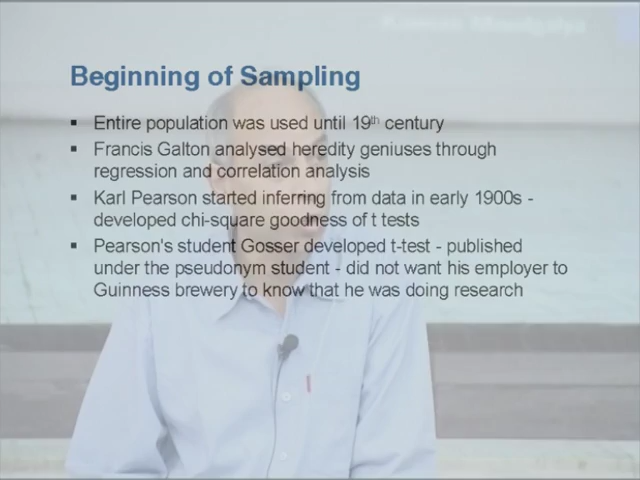 Beginning of Sampling
▪ Entire population was used until 19th century
▪ Francis Galton analysed heredity geniuses through
regression and correlation analysis
▪ Karl Pearson started inferring from data in early 1900s -
developed chi-square goodness of t tests
▪ Pearson's student Gosser developed t-test - published
under the pseudonym student - did not want his employer to
Guinness brewery to know that he was doing research